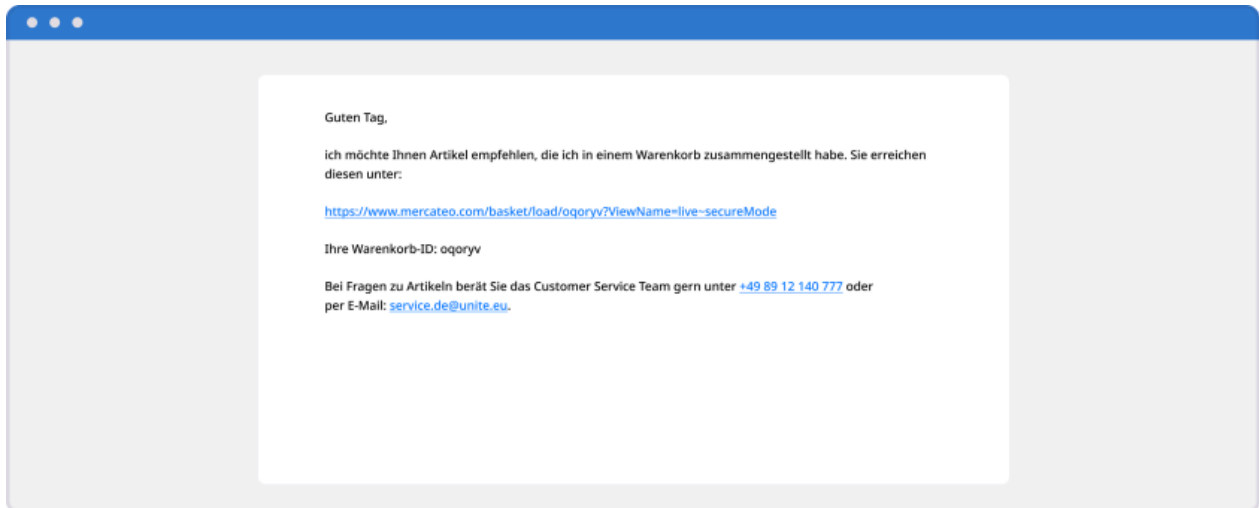 Guten Tag,
ich möchte Ihnen Artikel empfehlen, die ich in einem Warenkorb zusammengestellt habe. Sie erreichen
diesen unter:
https://www.mercateo.com/basket/load/oqoryv?ViewName=live~secureMode
Ihre Warenkorb-ID: oqoryv
Bei Fragen zu Artikeln berät Sie das Customer Service Team gern unter +49 89 12 140 777 oder
per E-Mail: service.de@unite.eu.